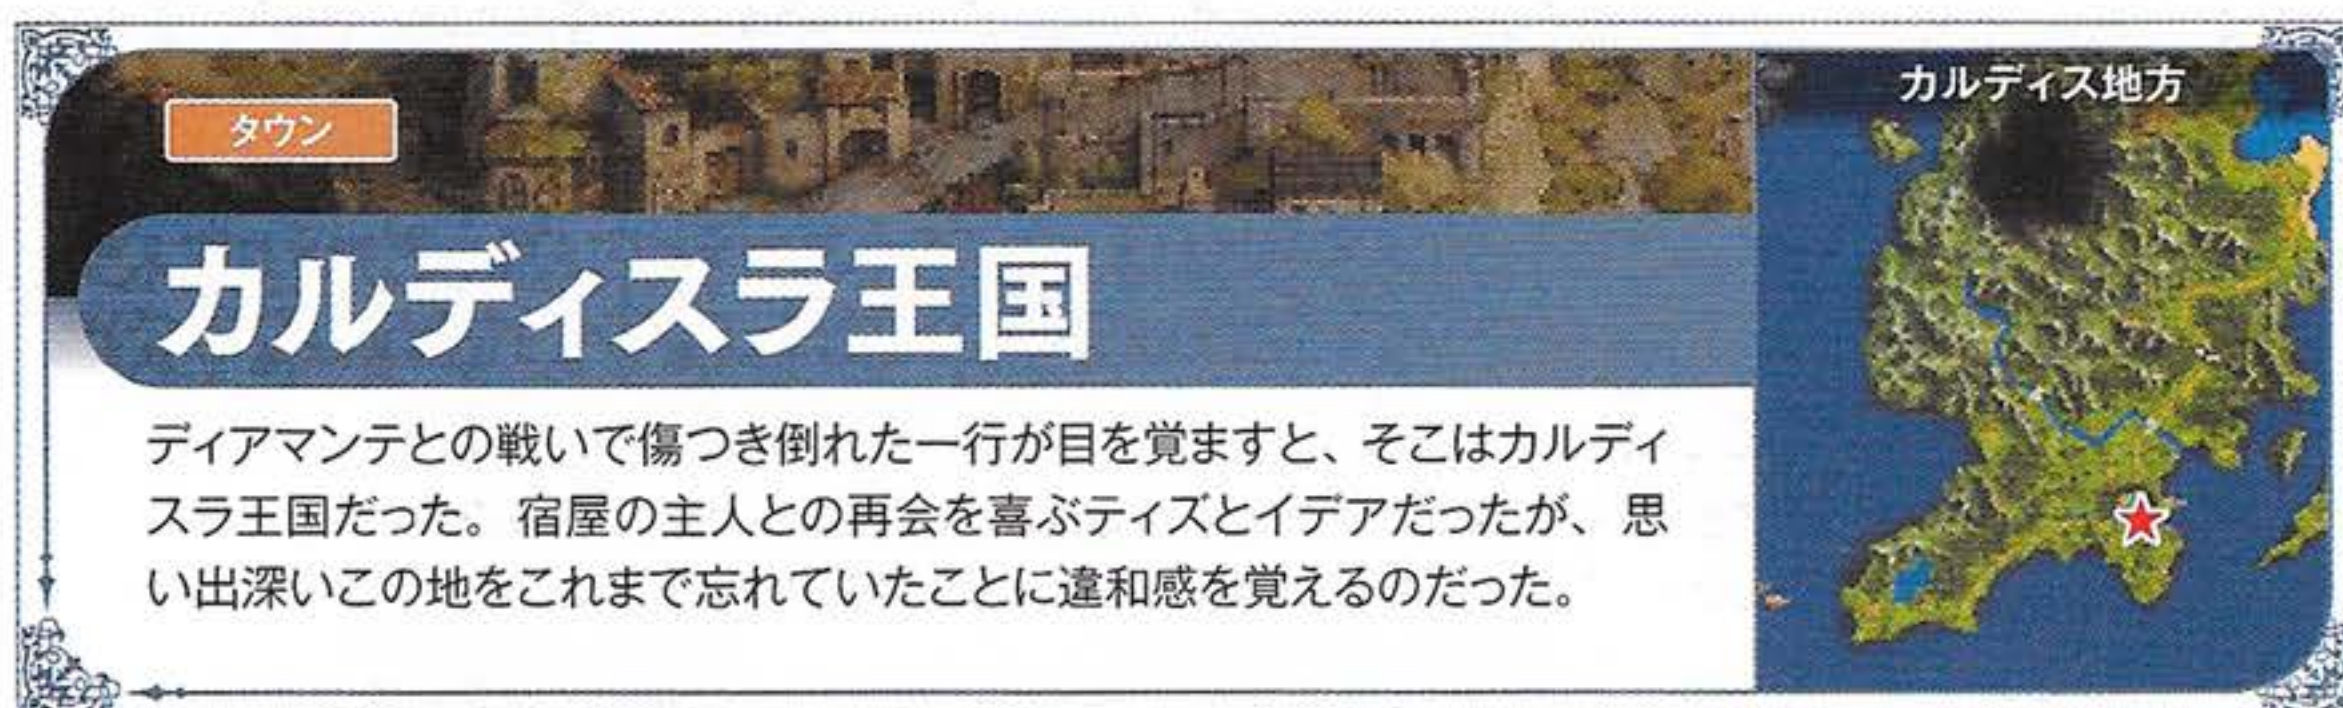 タウン
カルディス地方
カルディスラ王国
ディアマンテとの戦いで傷つき倒れた一行が目を覚ますと、そこはカルディ
スラ王国だった。宿屋の主人との再会を喜ぶティズとイデアだったが、思
い出深いこの地をこれまで忘れていたことに違和感を覚えるのだった。